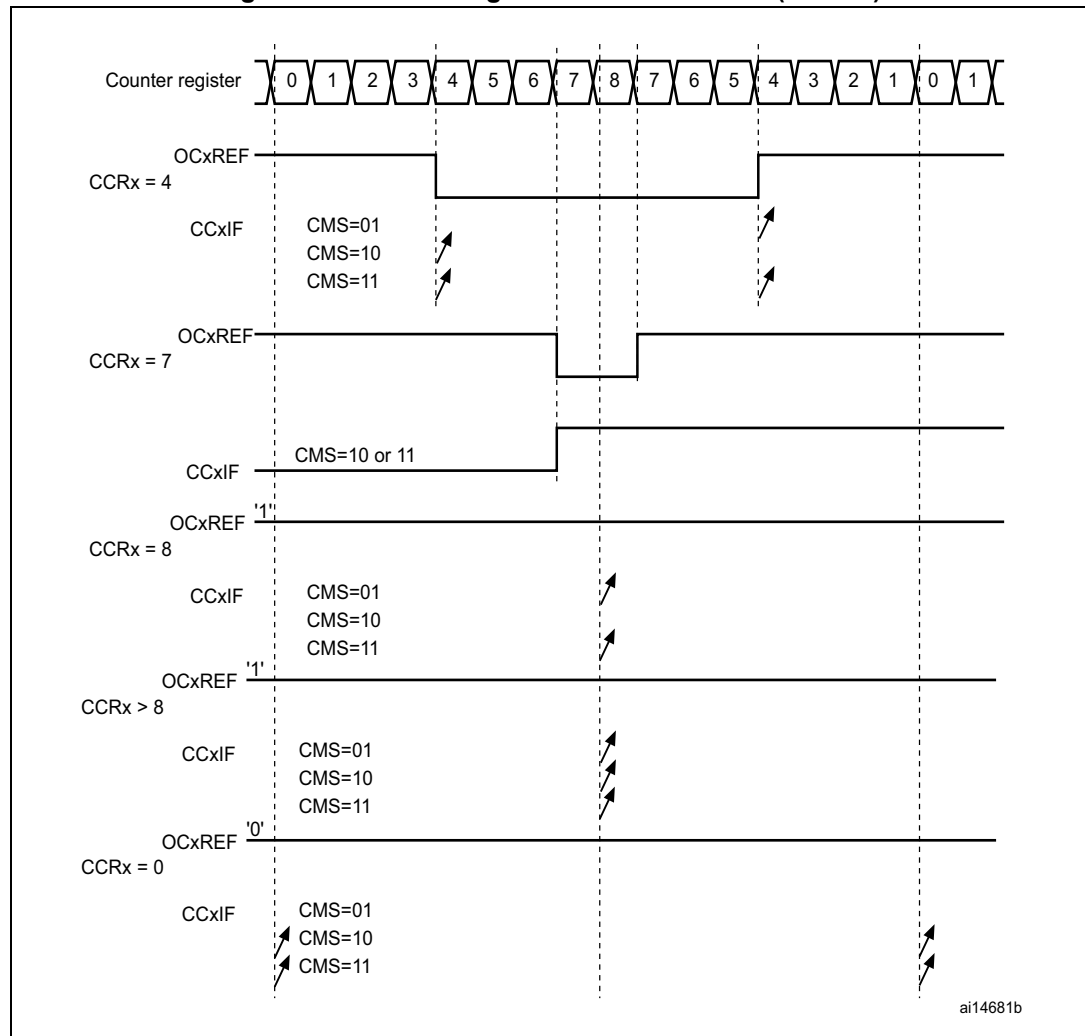 Counter register 0 1 2 3 4 5 6 7 8 7 6 5 4 3 2 1 0 1
OCxREF
CCRx = 4
CCxIF CMS=01
CMS=10
CMS=11
OCxREF
CCRx = 7
CMS=10 or 11
CCxIF
'1'
OCxREF
CCRx = 8
CCxIF CMS=01
CMS=10
CMS=11
'1'
OCxREF
CCRx > 8
CCxIF CMS=01
CMS=10
CMS=11
'0'
OCxREF
CCRx = 0
CCxIF CMS=01
CMS=10
CMS=11
ai14681b